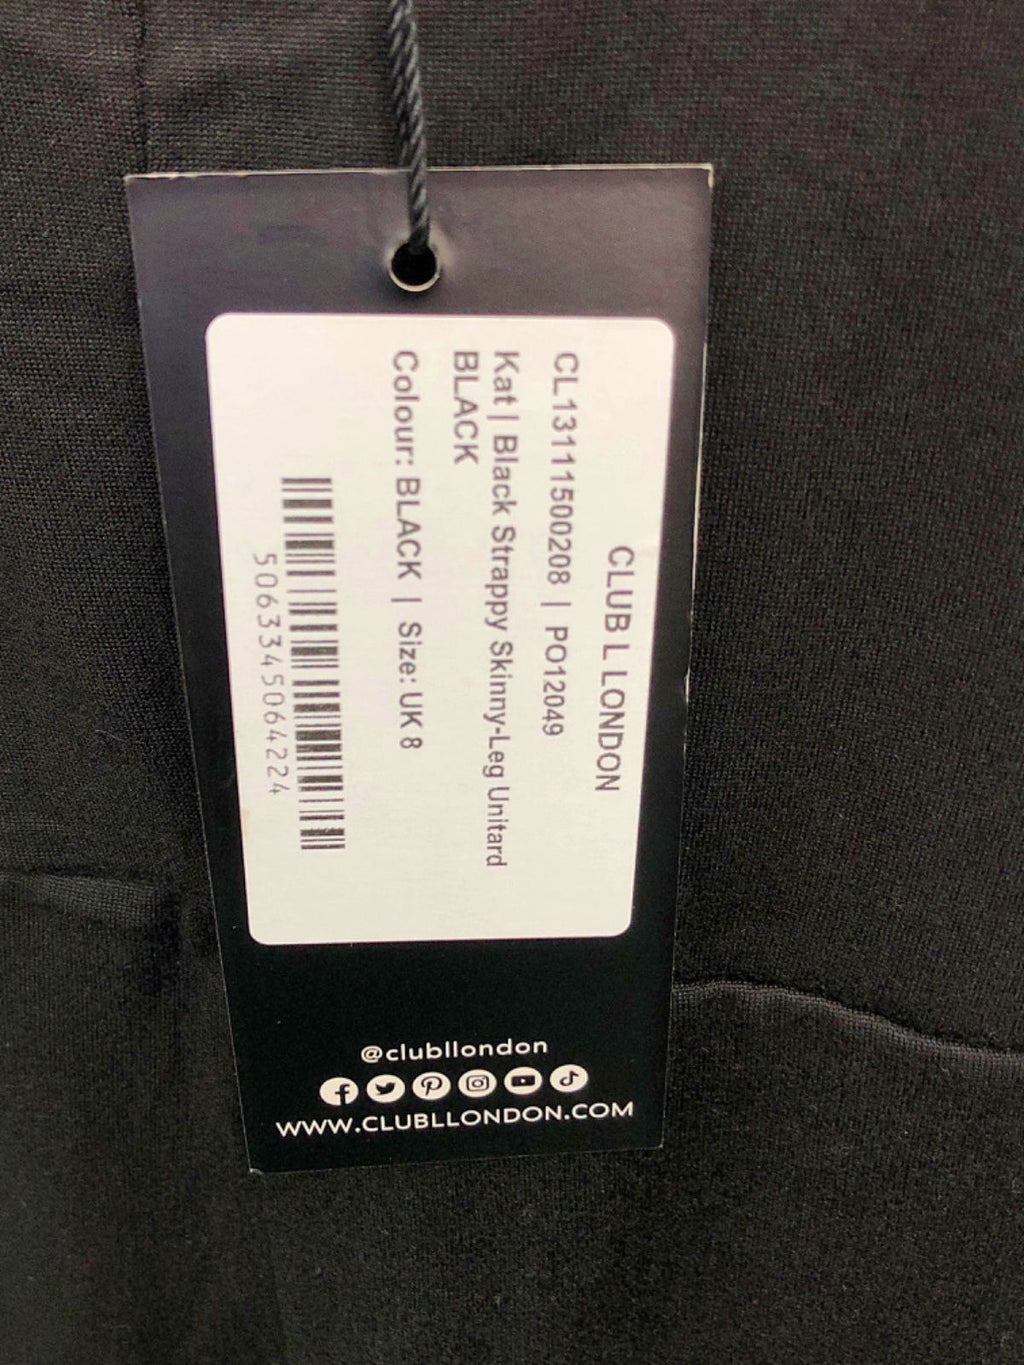 CLUB L LONDON
CL131111500208 | PO12049
Kat | Black Strappy Skinny-Leg Unitard
BLACK
Colour: BLACK | Size: UK 8
5063345064224
@clubllondon
WWW.CLUBLLONDON.COM